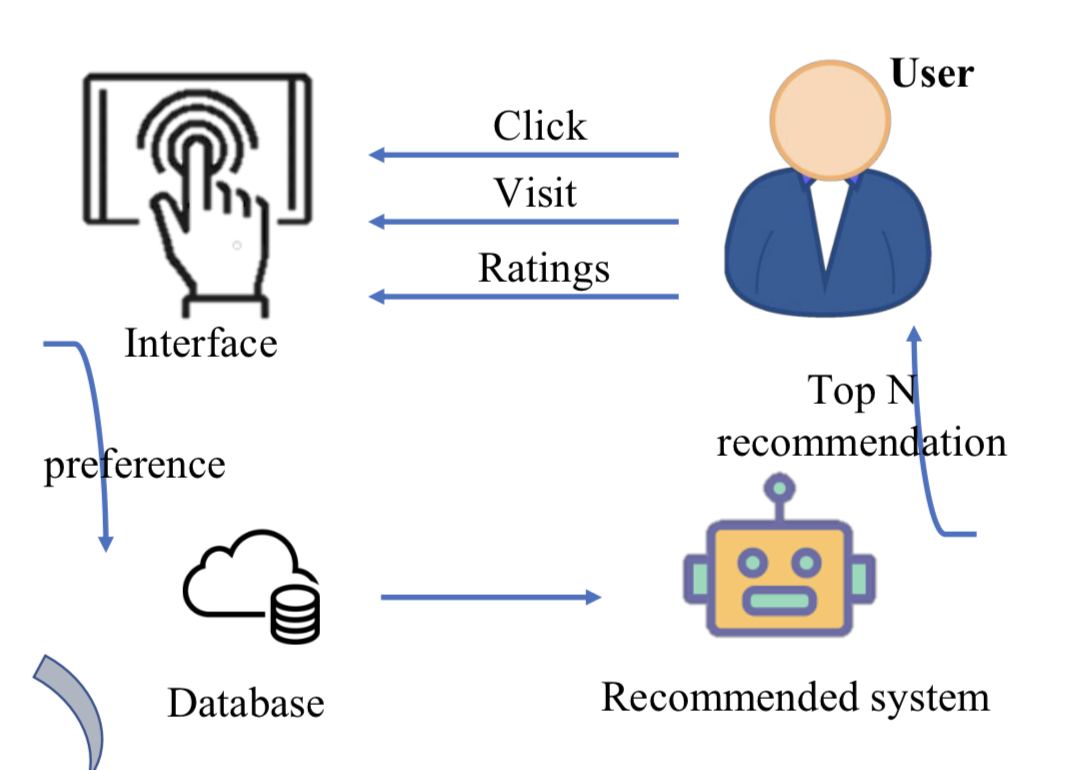 User
Click
Visit
Ratings
Interface
Top N
recommendation
preference
Database
Recommended system